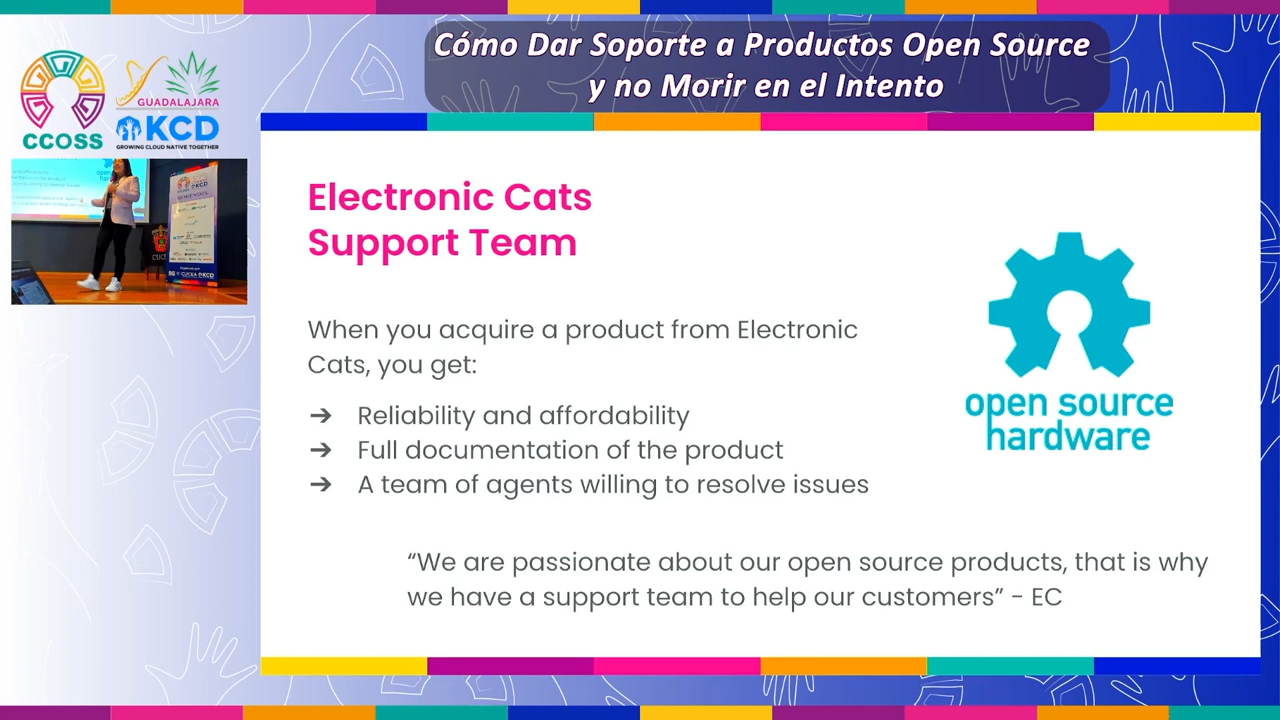 Cómo Dar Soporte a Productos Open Source
y no Morir en el Intento
CCOSS
GUADALAJARA
KCD
GROWING CLOUD NATIVE TOGETHER
Electronic Cats
Support Team
When you acquire a product from Electronic
Cats, you get:
➔ Reliability and affordability
➔ Full documentation of the product
➔ A team of agents willing to resolve issues
“We are passionate about our open source products, that is why
we have a support team to help our customers” - EC
open source
hardware